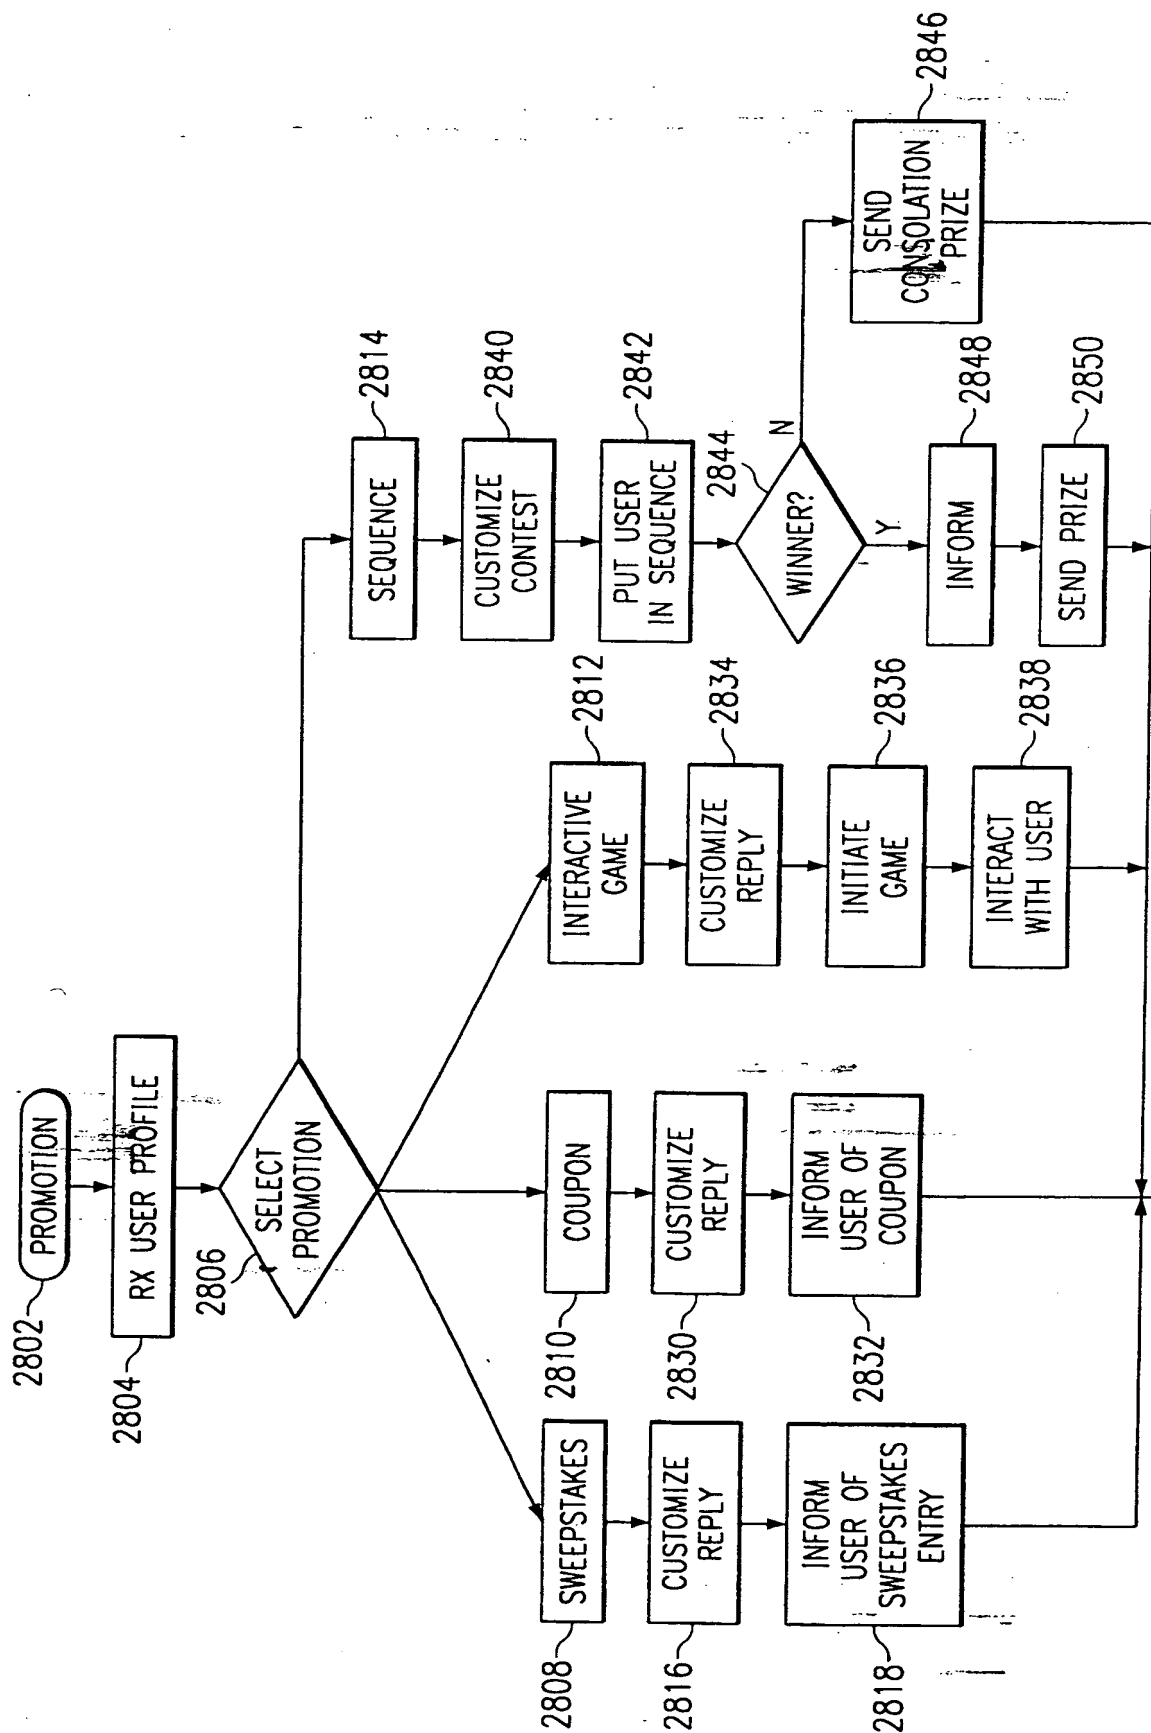 PROMOTION
2802
RX USER PROFILE
2804
SELECT
PROMOTION
2806
SWEEPSTAKES
2808
CUSTOMIZE
REPLY
2816
INFORM
USER OF
SWEEPSTAKES
ENTRY
2818
COUPON
2810
CUSTOMIZE
REPLY
2830
INFORM
USER OF
COUPON
2832
INTERACTIVE
GAME
2812
CUSTOMIZE
REPLY
2834
INITIATE
GAME
2836
INTERACT
WITH USER
2838
SEQUENCE
2814
CUSTOMIZE
CONTEST
2840
PUT USER
IN SEQUENCE
2842
WINNER?
2844
N
Y
SEND
CONSOLATION
PRIZE
2846
INFORM
2848
SEND PRIZE
2850